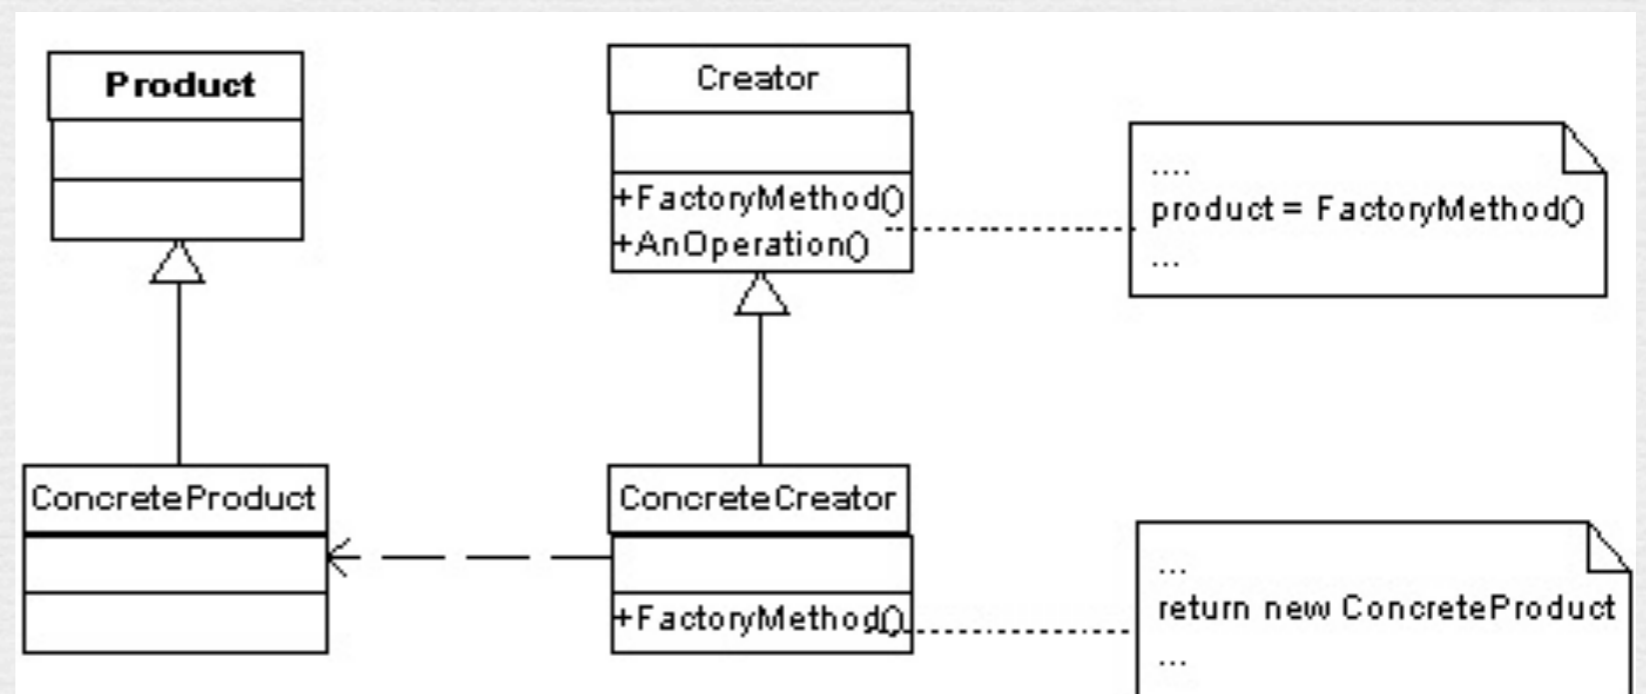 Product
Creator
+FactoryMethod()
+AnOperation()
....
product = FactoryMethod()
...
ConcreteProduct
ConcreteCreator
+FactoryMethod()
...
return new ConcreteProduct
...